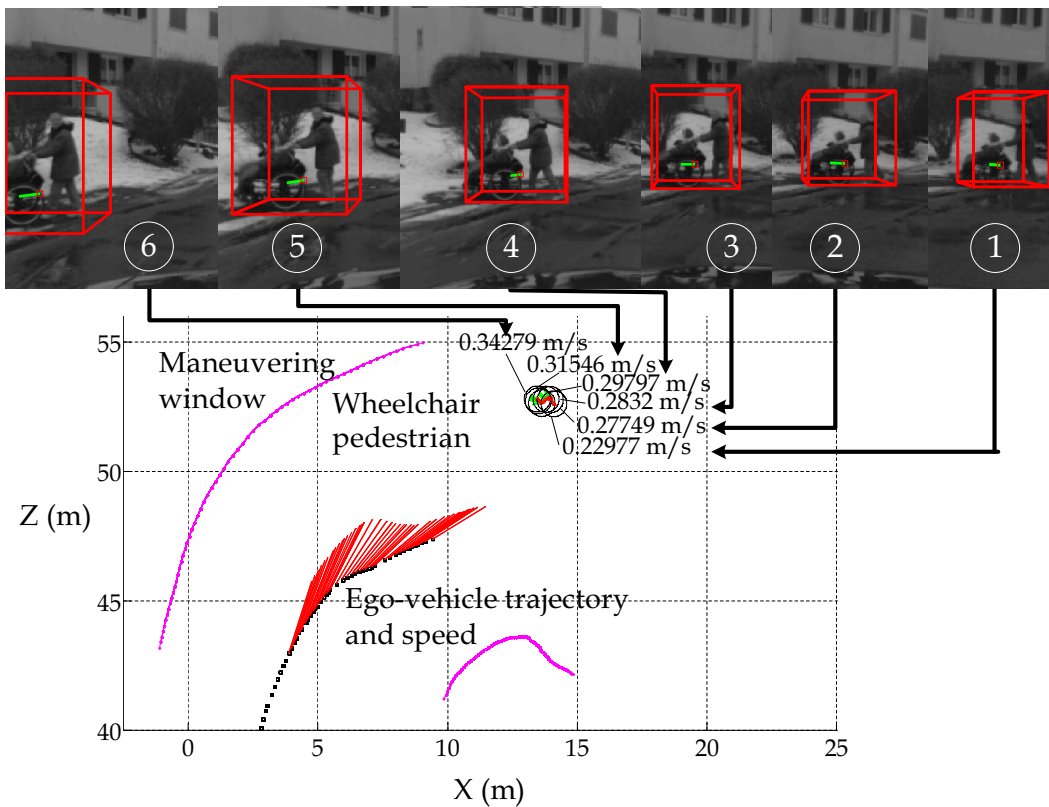 6
5
4
3
2
1
55
50
45
40
Z (m)
Maneuvering
window
Wheelchair
pedestrian
0.34279 m/s
0.31546 m/s
0.29797 m/s
0.2832 m/s
0.27749 m/s
0.22977 m/s
Ego-vehicle trajectory
and speed
0
5
10
15
20
25
X (m)